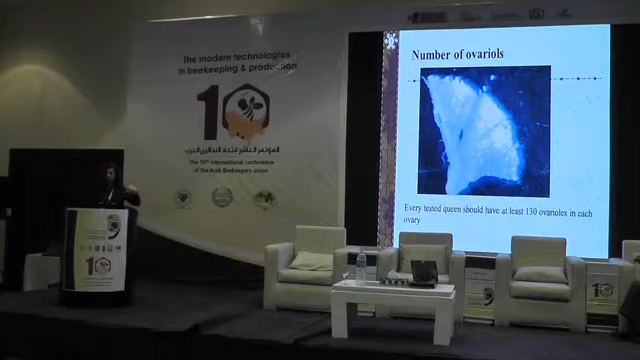 The modern technologies
in beekeeping & production
10
المؤتمر العاشر لاتحاد النحالين العرب
The 10th international conference
of the Arab Beekeepers union
Number of ovariols
Every tested queen should have at least 130 ovarioles in each
ovary
10
10